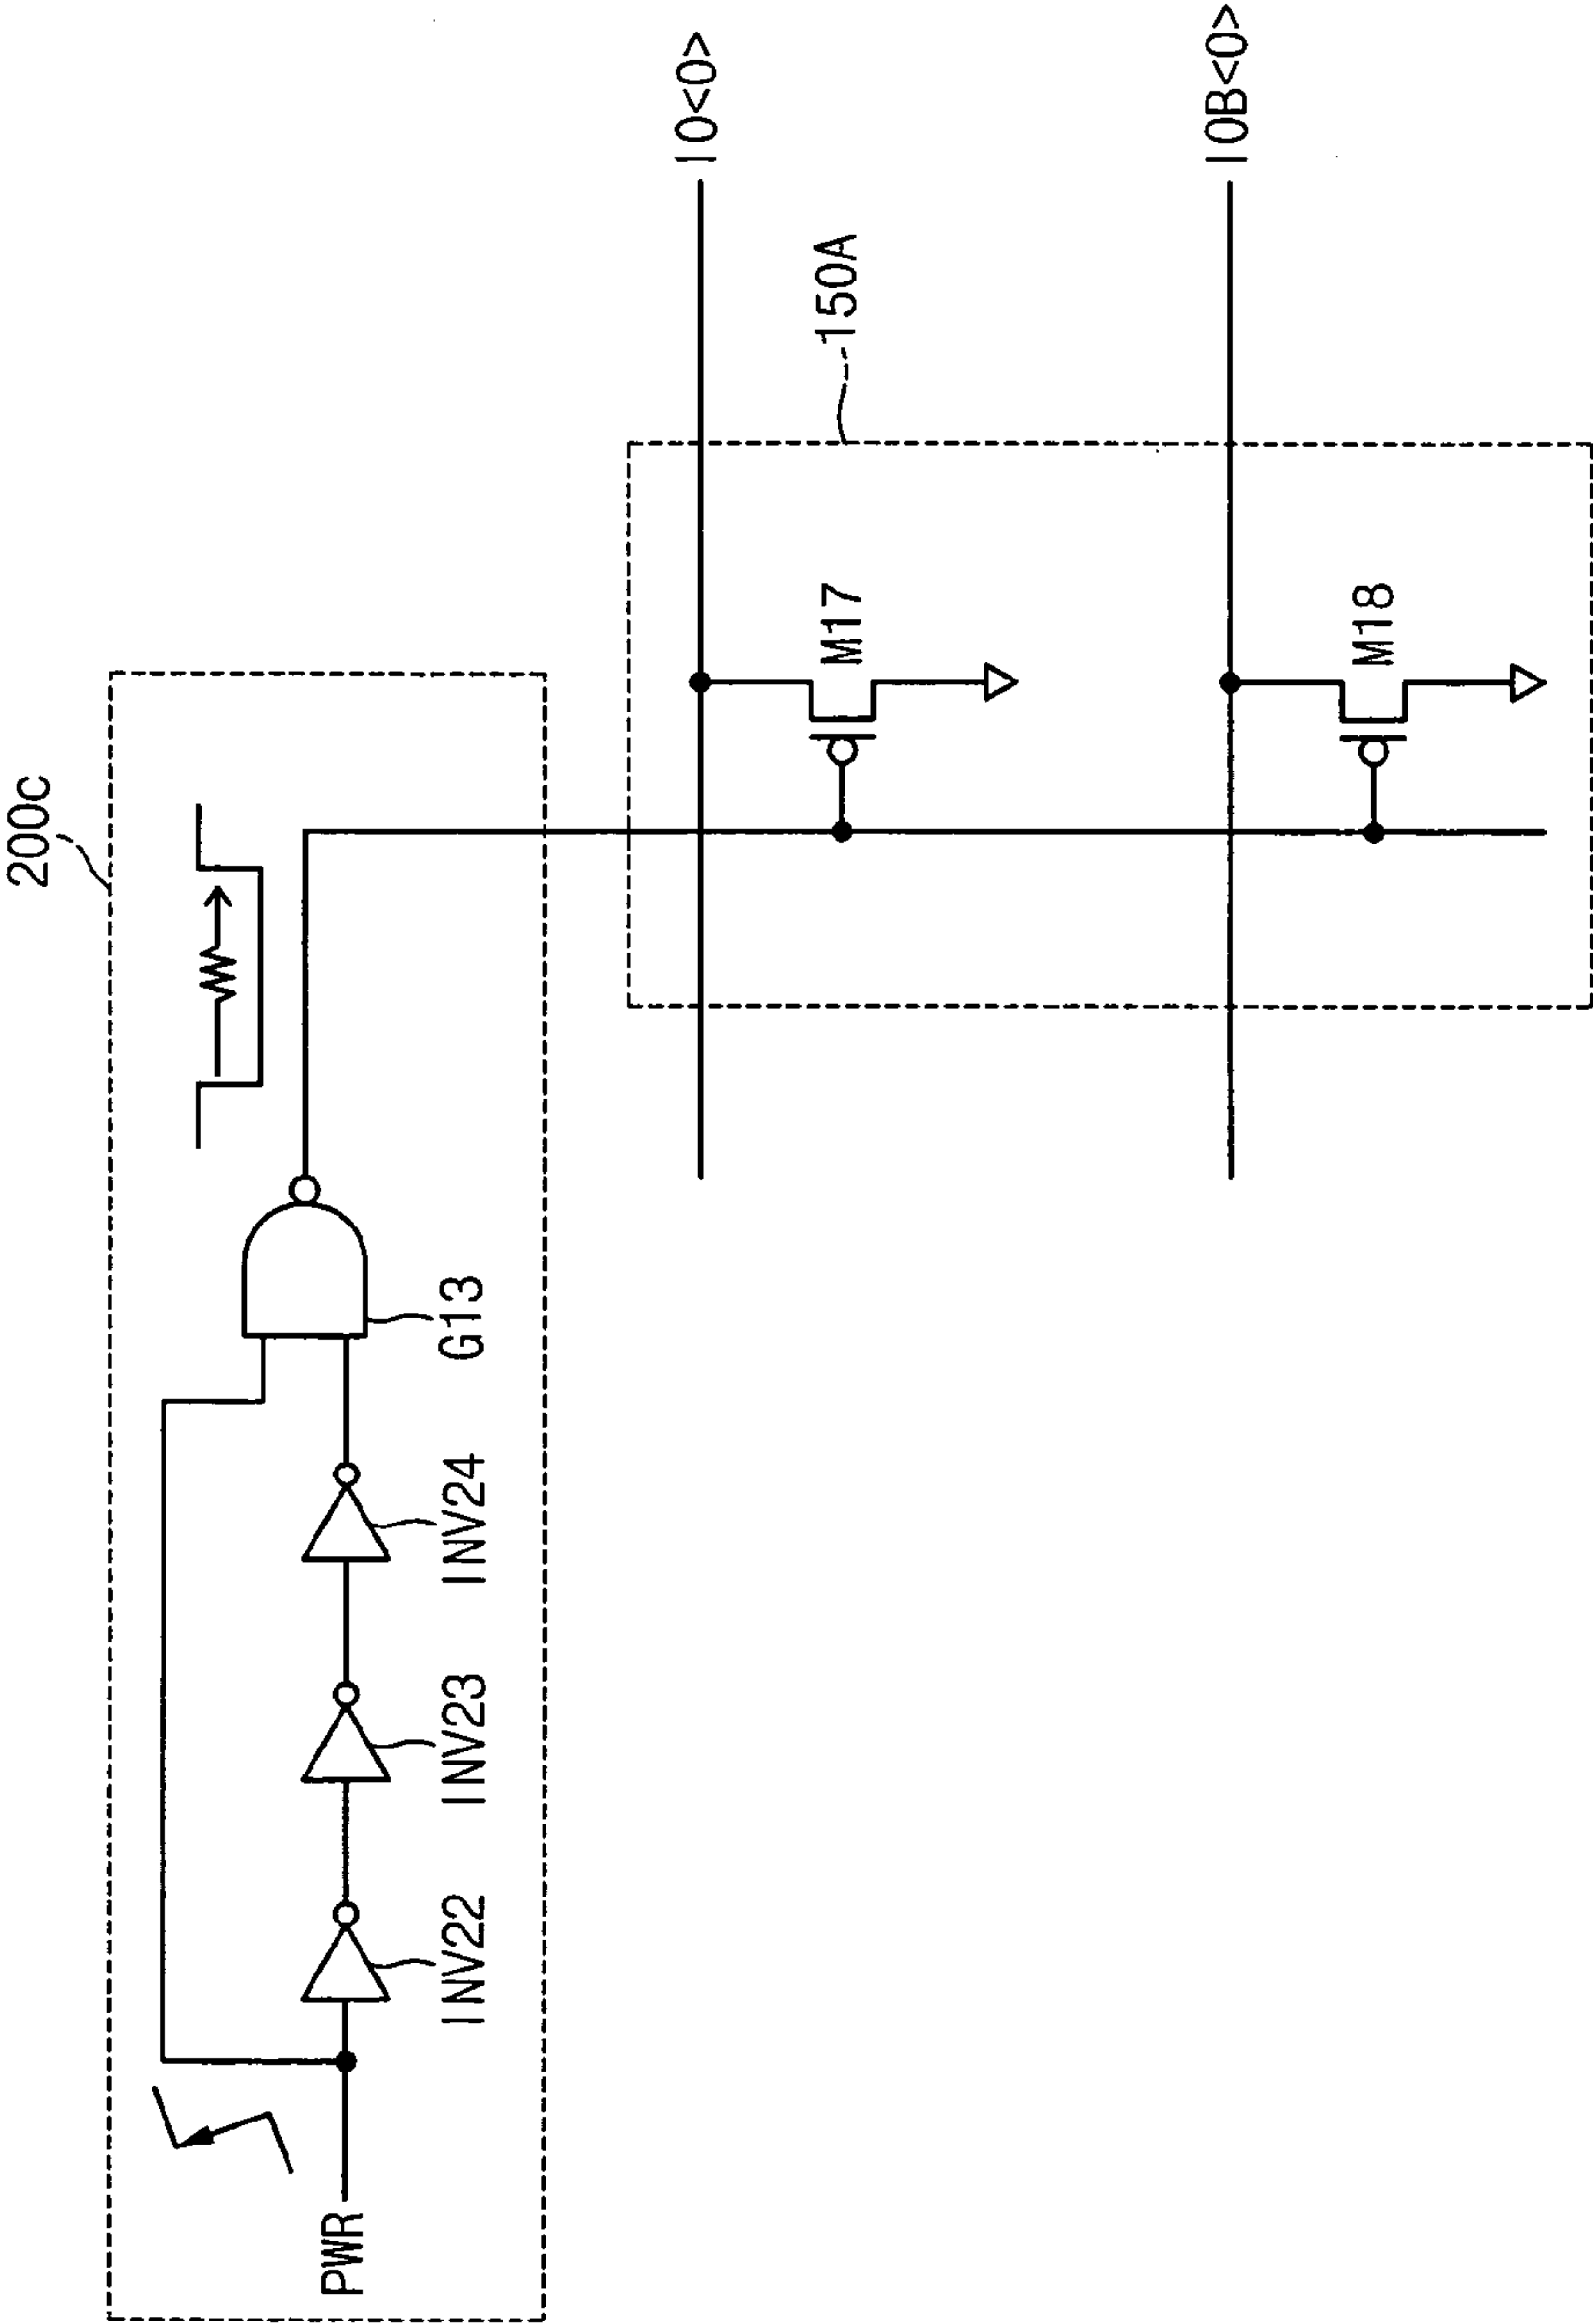 200c
PWR
INV22
INV23
INV24
G13
150A
M17
M18
IO<0>
IOB<0>